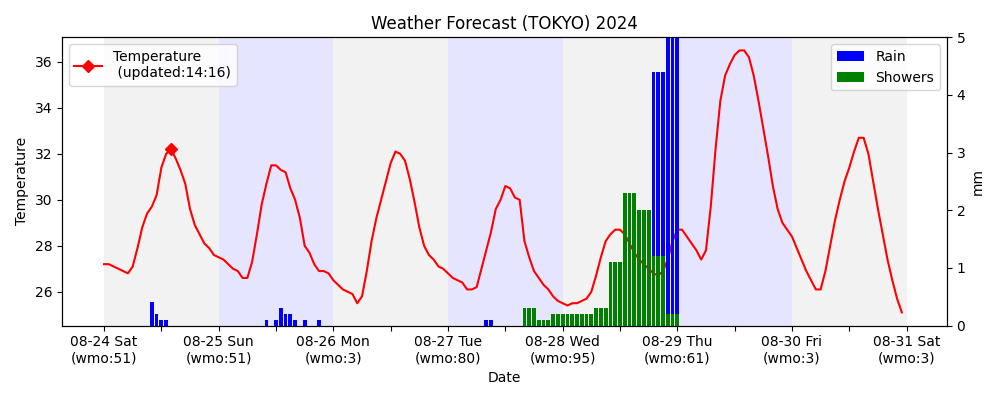 Weather Forecast (TOKYO) 2024
Temperature
(updated:14:16)
Rain
Showers
36
34
32
30
28
26
Temperature
5
4
3
2
1
0
mm
08-24 Sat
(wmo:51)
08-25 Sun
(wmo:51)
08-26 Mon
(wmo:3)
08-27 Tue
(wmo:80)
08-28 Wed
(wmo:95)
08-29 Thu
(wmo:61)
08-30 Fri
(wmo:3)
08-31 Sat
(wmo:3)
Date